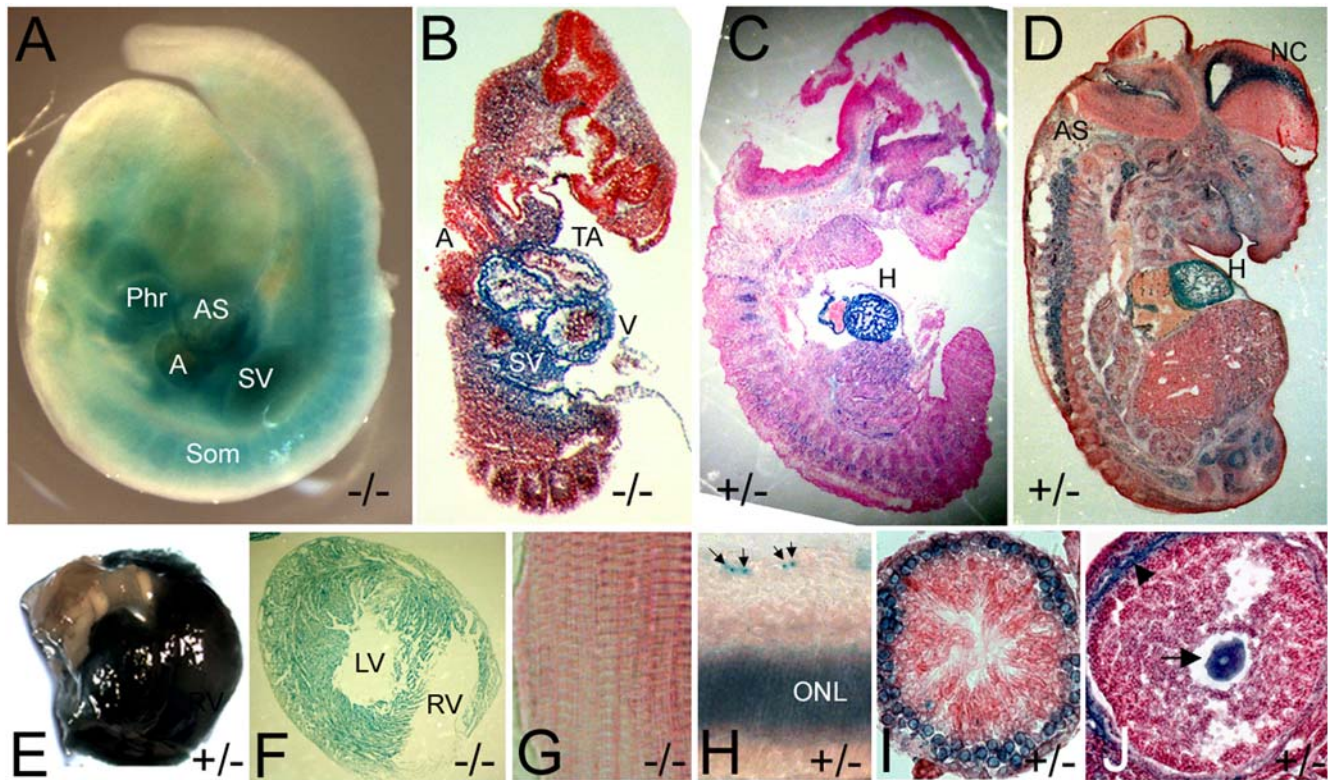 A
Phr
AS
A
SV
Som
-/-
B
A
TA
V
SV
-/-
C
H
+/-
D
NC
AS
H
+/-
E
RV
+/-
F
LV
RV
-/-
G
-/-
H
ONL
+/-
I
+/-
J
+/-